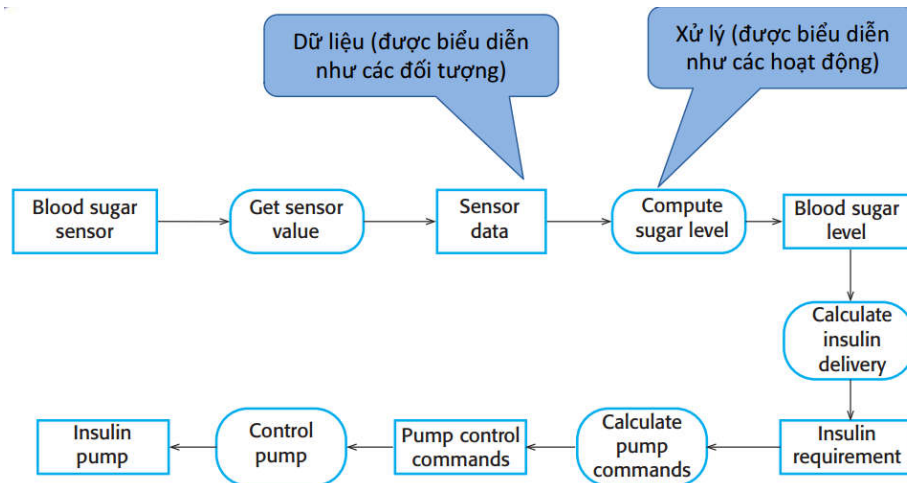 Dữ liệu (được biểu diễn
như các đối tượng)
Xử lý (được biểu diễn
như các hoạt động)
Blood sugar
sensor
Get sensor
value
Sensor
data
Compute
sugar level
Blood sugar
level
Calculate
insulin
delivery
Insulin
requirement
Calculate
pump
commands
Pump control
commands
Control
pump
Insulin
pump